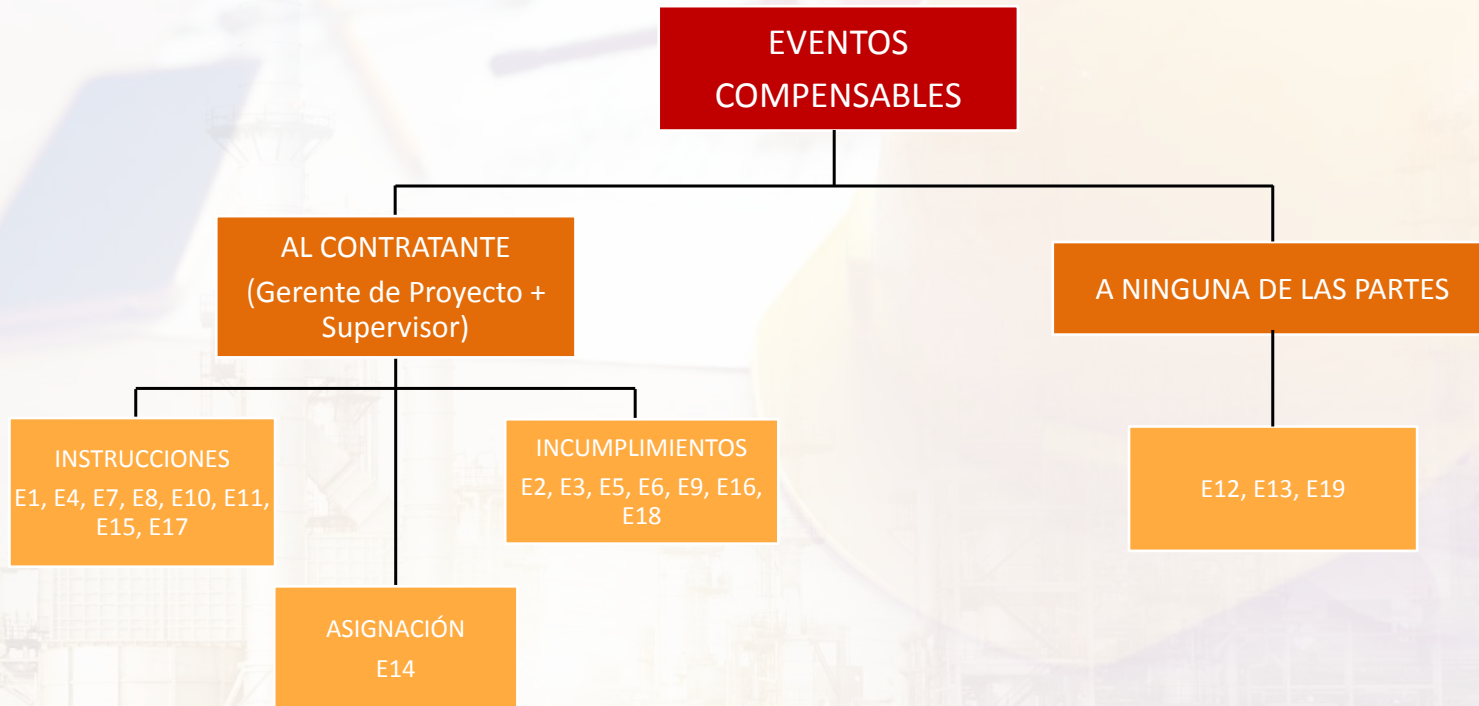 EVENTOS
COMPENSABLES
AL CONTRATANTE
(Gerente de Proyecto +
Supervisor)
A NINGUNA DE LAS PARTES
INSTRUCCIONES
E1, E4, E7, E8, E10, E11,
E15, E17
INCUMPLIMIENTOS
E2, E3, E5, E6, E9, E16,
E18
E12, E13, E19
ASIGNACIÓN
E14